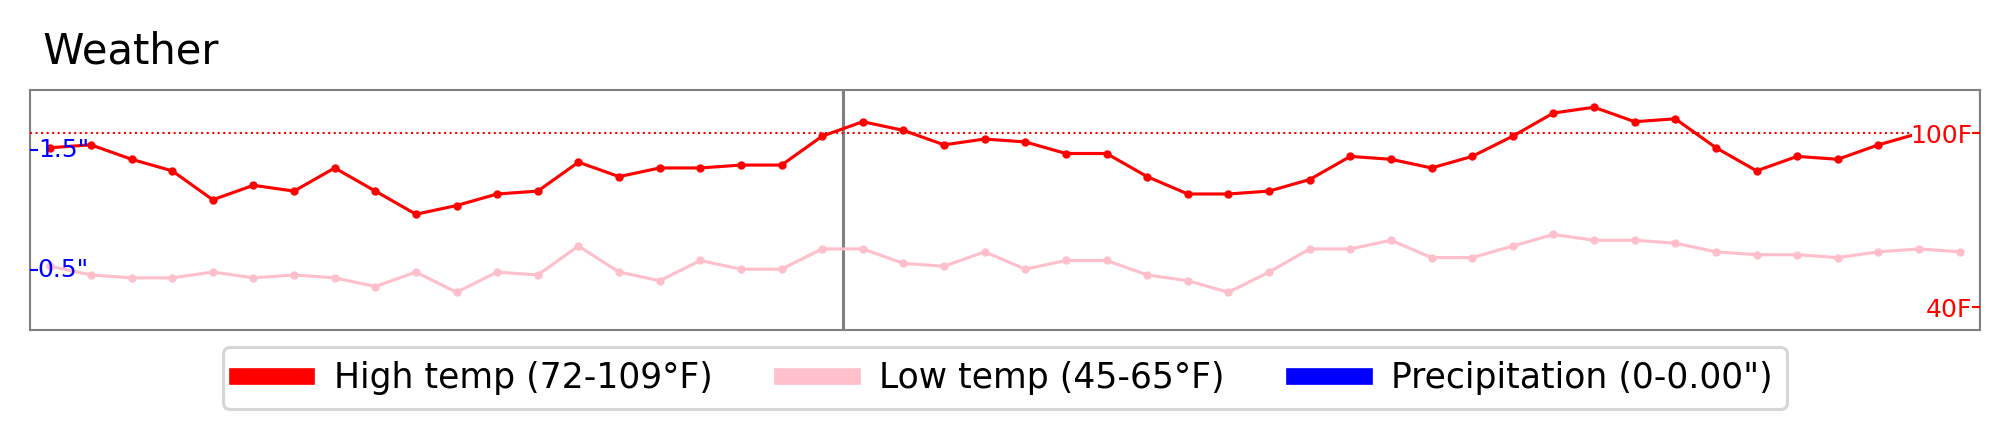 Weather
1.5"
100F
0.5"
40F
High temp (72-109°F) Low temp (45-65°F) Precipitation (0-0.00")